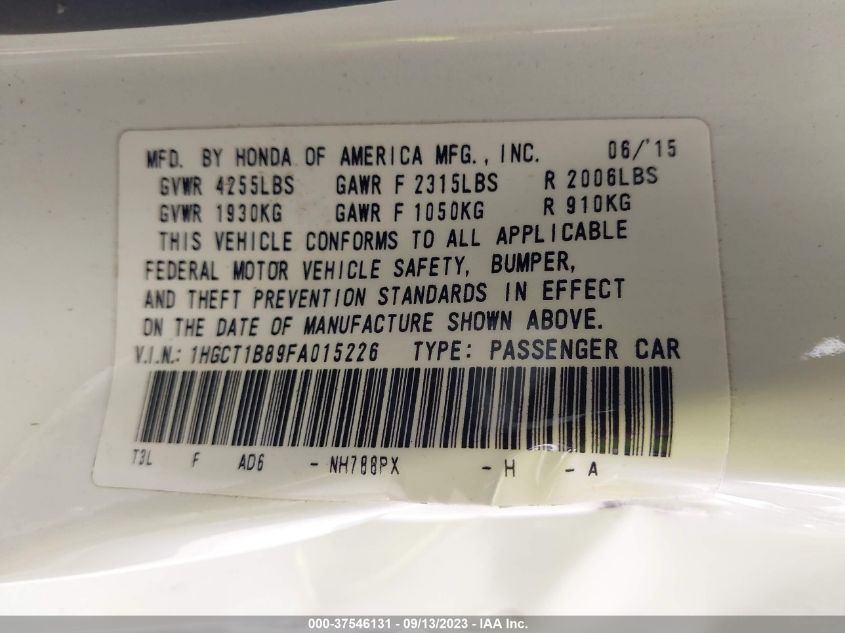 MFD. BY HONDA OF AMERICA MFG., INC. 06/'15
GVWR 4255LBS GAWR F 2315LBS R 2006LBS
GVWR 1930KG GAWR F 1050KG R 910KG
THIS VEHICLE CONFORMS TO ALL APPLICABLE
FEDERAL MOTOR VEHICLE SAFETY, BUMPER,
AND THEFT PREVENTION STANDARDS IN EFFECT
ON THE DATE OF MANUFACTURE SHOWN ABOVE.
V.I.N.: 1HGCT1B89FA015226 TYPE: PASSENGER CAR
T3L F AD6 - NH788PX - H - A
000-37546131 - 09/13/2023 - IAA Inc.